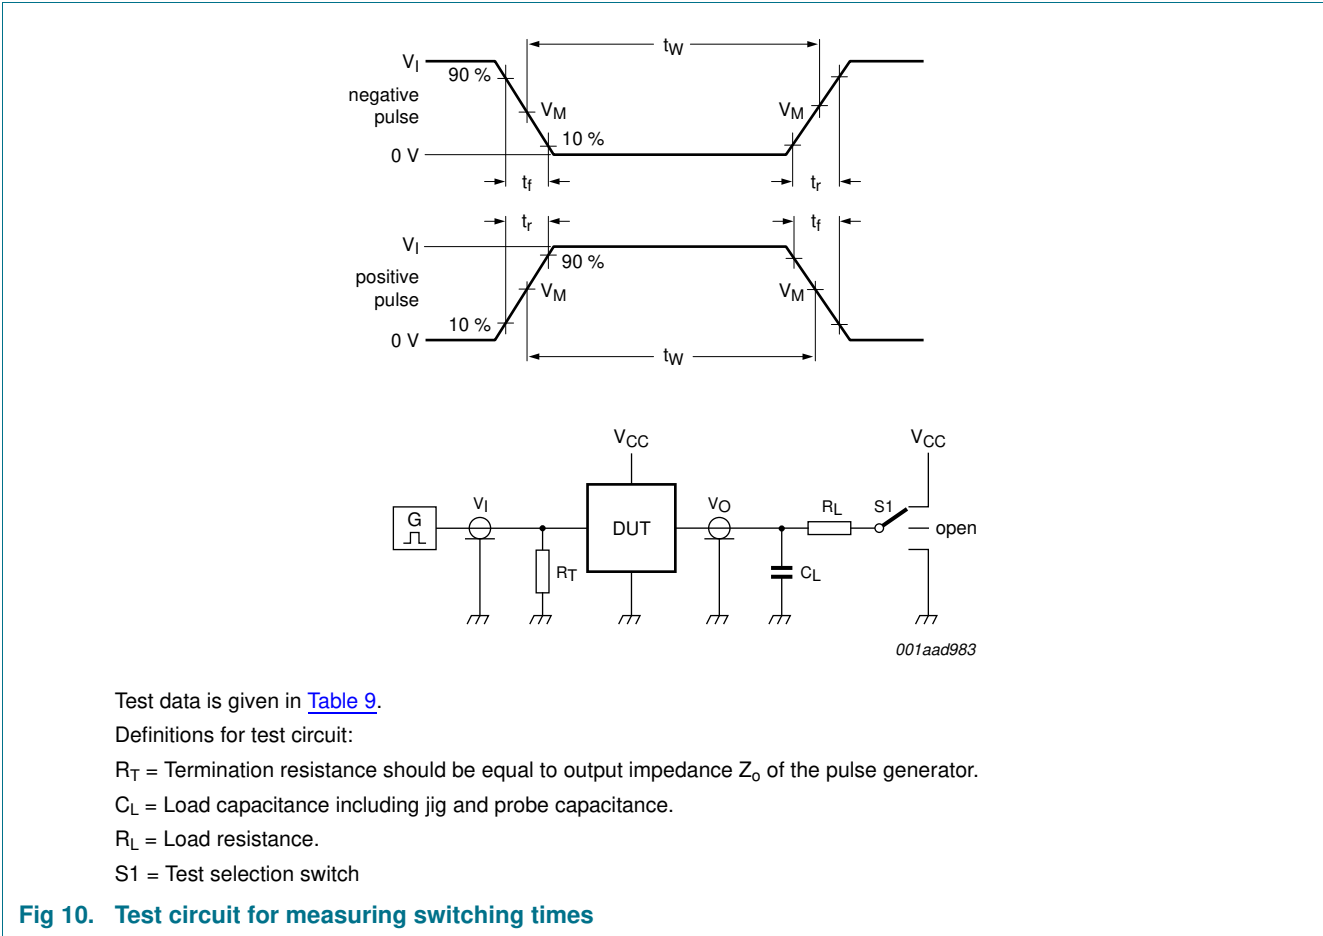 tW
VI
90 %
negative
pulse
VM
VM
10 %
0 V
tf
tr
tr
tf
VI
90 %
positive
pulse
VM
VM
10 %
0 V
tW
VCC
VCC
G
VI
DUT
VO
RL
S1
open
RT
CL
001aad983
Test data is given in Table 9.
Definitions for test circuit:
RT = Termination resistance should be equal to output impedance Zo of the pulse generator.
CL = Load capacitance including jig and probe capacitance.
RL = Load resistance.
S1 = Test selection switch
Fig 10. Test circuit for measuring switching times